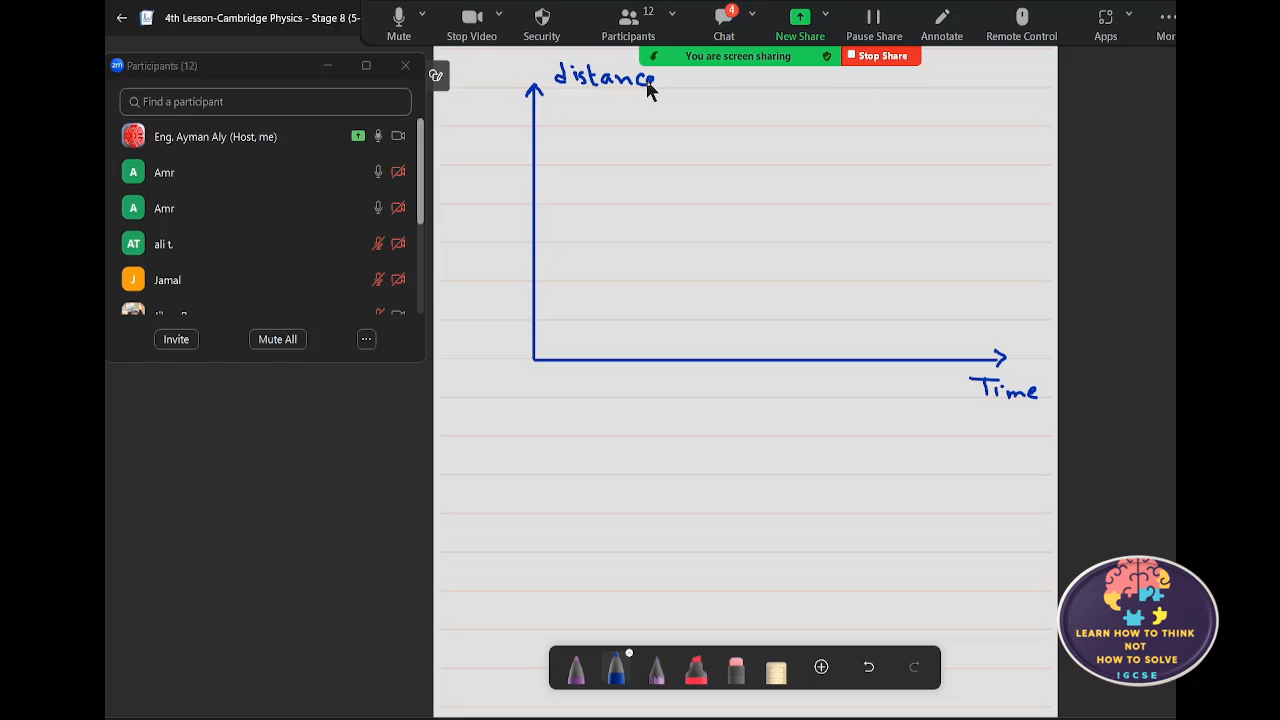 4th Lesson-Cambridge Physics - Stage 8 (5-
Mute
Stop Video
Security
12
Participants
4
Chat
New Share
Pause Share
Annotate
Remote Control
Apps
Mor
You are screen sharing
Stop Share
zm Participants (12)
Find a participant
Eng. Ayman Aly (Host, me)
A Amr
A Amr
AT ali t.
J Jamal
Invite
Mute All
...
distance
Time
LEARN HOW TO THINK
NOT
HOW TO SOLVE
IGCSE